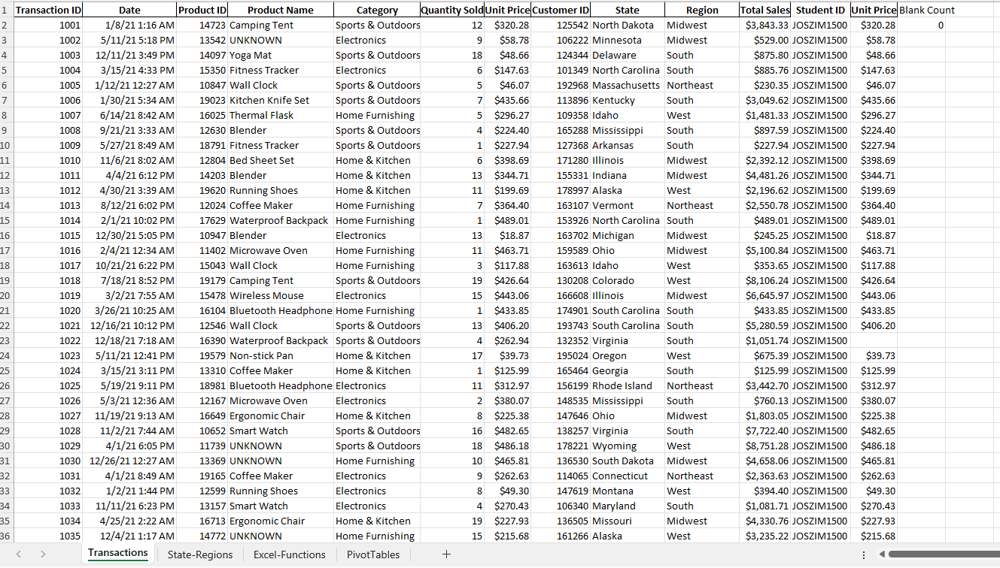 1 Transaction ID Date Product ID Product Name Category Quantity Sold Unit Price Customer ID State Region Total Sales Student ID Unit Price Blank Count
2 1001 1/8/21 1:16 AM 14723 Camping Tent Sports & Outdoors 12 $320.28 125542 North Dakota Midwest $3,843.33 JOSZIM1500 $320.28 0
3 1002 5/11/21 5:18 PM 13542 UNKNOWN Electronics 9 $58.78 106222 Minnesota Midwest $529.00 JOSZIM1500 $58.78
4 1003 12/11/21 3:49 PM 14097 Yoga Mat Sports & Outdoors 18 $48.66 124344 Delaware South $875.80 JOSZIM1500 $48.66
5 1004 3/15/21 4:33 PM 15350 Fitness Tracker Electronics 6 $147.63 101349 North Carolina South $885.76 JOSZIM1500 $147.63
6 1005 1/12/21 12:27 AM 10847 Wall Clock Sports & Outdoors 5 $46.07 192968 Massachusetts Northeast $230.35 JOSZIM1500 $46.07
7 1006 1/30/21 5:34 AM 19023 Kitchen Knife Set Sports & Outdoors 7 $435.66 113896 Kentucky South $3,049.62 JOSZIM1500 $435.66
8 1007 6/14/21 8:42 AM 16025 Thermal Flask Home Furnishing 5 $296.27 109358 Idaho West $1,481.33 JOSZIM1500 $296.27
9 1008 9/21/21 3:33 AM 12630 Blender Sports & Outdoors 4 $224.40 165288 Mississippi South $897.59 JOSZIM1500 $224.40
10 1009 5/27/21 8:49 AM 18791 Fitness Tracker Sports & Outdoors 1 $227.94 127368 Arkansas South $227.94 JOSZIM1500 $227.94
11 1010 11/6/21 8:02 AM 12804 Bed Sheet Set Home & Kitchen 6 $398.69 171280 Illinois Midwest $2,392.12 JOSZIM1500 $398.69
12 1011 4/4/21 6:12 PM 14203 Blender Home & Kitchen 13 $344.71 155331 Indiana Midwest $4,481.26 JOSZIM1500 $344.71
13 1012 4/30/21 3:39 AM 19620 Running Shoes Home & Kitchen 11 $199.69 178997 Alaska West $2,196.62 JOSZIM1500 $199.69
14 1013 8/12/21 6:02 PM 12024 Coffee Maker Home Furnishing 7 $364.40 163107 Vermont Northeast $2,550.78 JOSZIM1500 $364.40
15 1014 2/1/21 10:02 PM 17629 Waterproof Backpack Home Furnishing 1 $489.01 153926 North Carolina South $489.01 JOSZIM1500 $489.01
16 1015 12/30/21 5:05 PM 10947 Blender Electronics 13 $18.87 163702 Michigan Midwest $245.25 JOSZIM1500 $18.87
17 1016 2/4/21 12:34 AM 11402 Microwave Oven Home Furnishing 11 $463.71 159589 Ohio Midwest $5,100.84 JOSZIM1500 $463.71
18 1017 10/21/21 6:22 PM 15043 Wall Clock Home Furnishing 3 $117.88 163613 Idaho West $353.65 JOSZIM1500 $117.88
19 1018 7/18/21 8:52 PM 19179 Camping Tent Sports & Outdoors 19 $426.64 130208 Colorado West $8,106.24 JOSZIM1500 $426.64
20 1019 3/2/21 7:55 AM 15478 Wireless Mouse Electronics 15 $443.06 166608 Illinois Midwest $6,645.97 JOSZIM1500 $443.06
21 1020 3/26/21 10:25 AM 16104 Bluetooth Headphone Home Furnishing 1 $433.85 174901 South Carolina South $433.85 JOSZIM1500 $433.85
22 1021 12/16/21 10:12 PM 12546 Wall Clock Sports & Outdoors 13 $406.20 193743 South Carolina South $5,280.59 JOSZIM1500 $406.20
23 1022 12/18/21 7:18 AM 16390 Waterproof Backpack Sports & Outdoors 4 $262.94 132352 Virginia South $1,051.74 JOSZIM1500
24 1023 5/11/21 12:41 PM 19579 Non-stick Pan Home & Kitchen 17 $39.73 195024 Oregon West $675.39 JOSZIM1500 $39.73
25 1024 3/15/21 3:11 PM 13310 Coffee Maker Home & Kitchen 1 $125.99 165464 Georgia South $125.99 JOSZIM1500 $125.99
26 1025 5/19/21 9:11 PM 18981 Bluetooth Headphone Electronics 11 $312.97 156199 Rhode Island Northeast $3,442.70 JOSZIM1500 $312.97
27 1026 5/3/21 12:36 AM 12167 Microwave Oven Electronics 2 $380.07 148535 Mississippi South $760.13 JOSZIM1500 $380.07
28 1027 11/19/21 9:13 AM 16649 Ergonomic Chair Home & Kitchen 8 $225.38 147646 Ohio Midwest $1,803.05 JOSZIM1500 $225.38
29 1028 11/2/21 7:44 AM 10652 Smart Watch Sports & Outdoors 16 $482.65 138257 Virginia South $7,722.40 JOSZIM1500 $482.65
30 1029 4/1/21 6:05 PM 11739 UNKNOWN Sports & Outdoors 18 $486.18 178221 Wyoming West $8,751.28 JOSZIM1500 $486.18
31 1030 12/26/21 12:27 AM 13369 UNKNOWN Home Furnishing 10 $465.81 136530 South Dakota Midwest $4,658.06 JOSZIM1500 $465.81
32 1031 4/1/21 8:49 AM 19165 Coffee Maker Electronics 9 $262.63 114065 Connecticut Northeast $2,363.63 JOSZIM1500 $262.63
33 1032 1/2/21 1:44 PM 12599 Running Shoes Electronics 8 $49.30 147619 Montana West $394.40 JOSZIM1500 $49.30
34 1033 11/11/21 6:23 PM 13157 Smart Watch Electronics 4 $270.43 106340 Maryland South $1,081.71 JOSZIM1500 $270.43
35 1034 4/25/21 2:22 AM 16713 Ergonomic Chair Home & Kitchen 19 $227.93 136505 Missouri Midwest $4,330.76 JOSZIM1500 $227.93
36 1035 12/4/21 1:17 AM 14772 UNKNOWN Home Furnishing 15 $215.68 161266 Alaska West $3,235.22 JOSZIM1500 $215.68
Transactions State-Regions Excel-Functions PivotTables